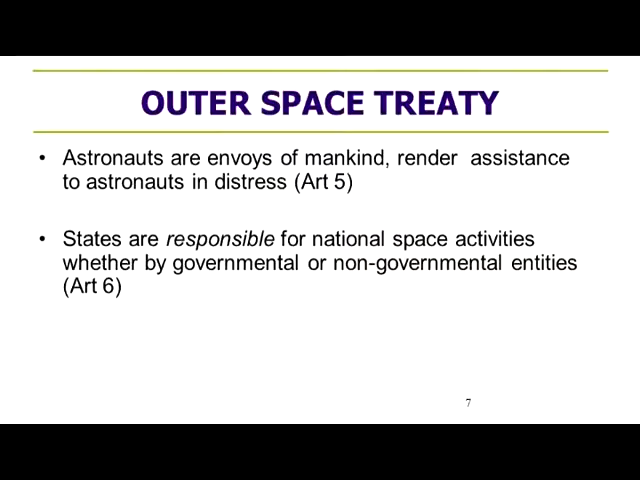 OUTER SPACE TREATY
• Astronauts are envoys of mankind, render assistance
to astronauts in distress (Art 5)
• States are responsible for national space activities
whether by governmental or non-governmental entities
(Art 6)
7